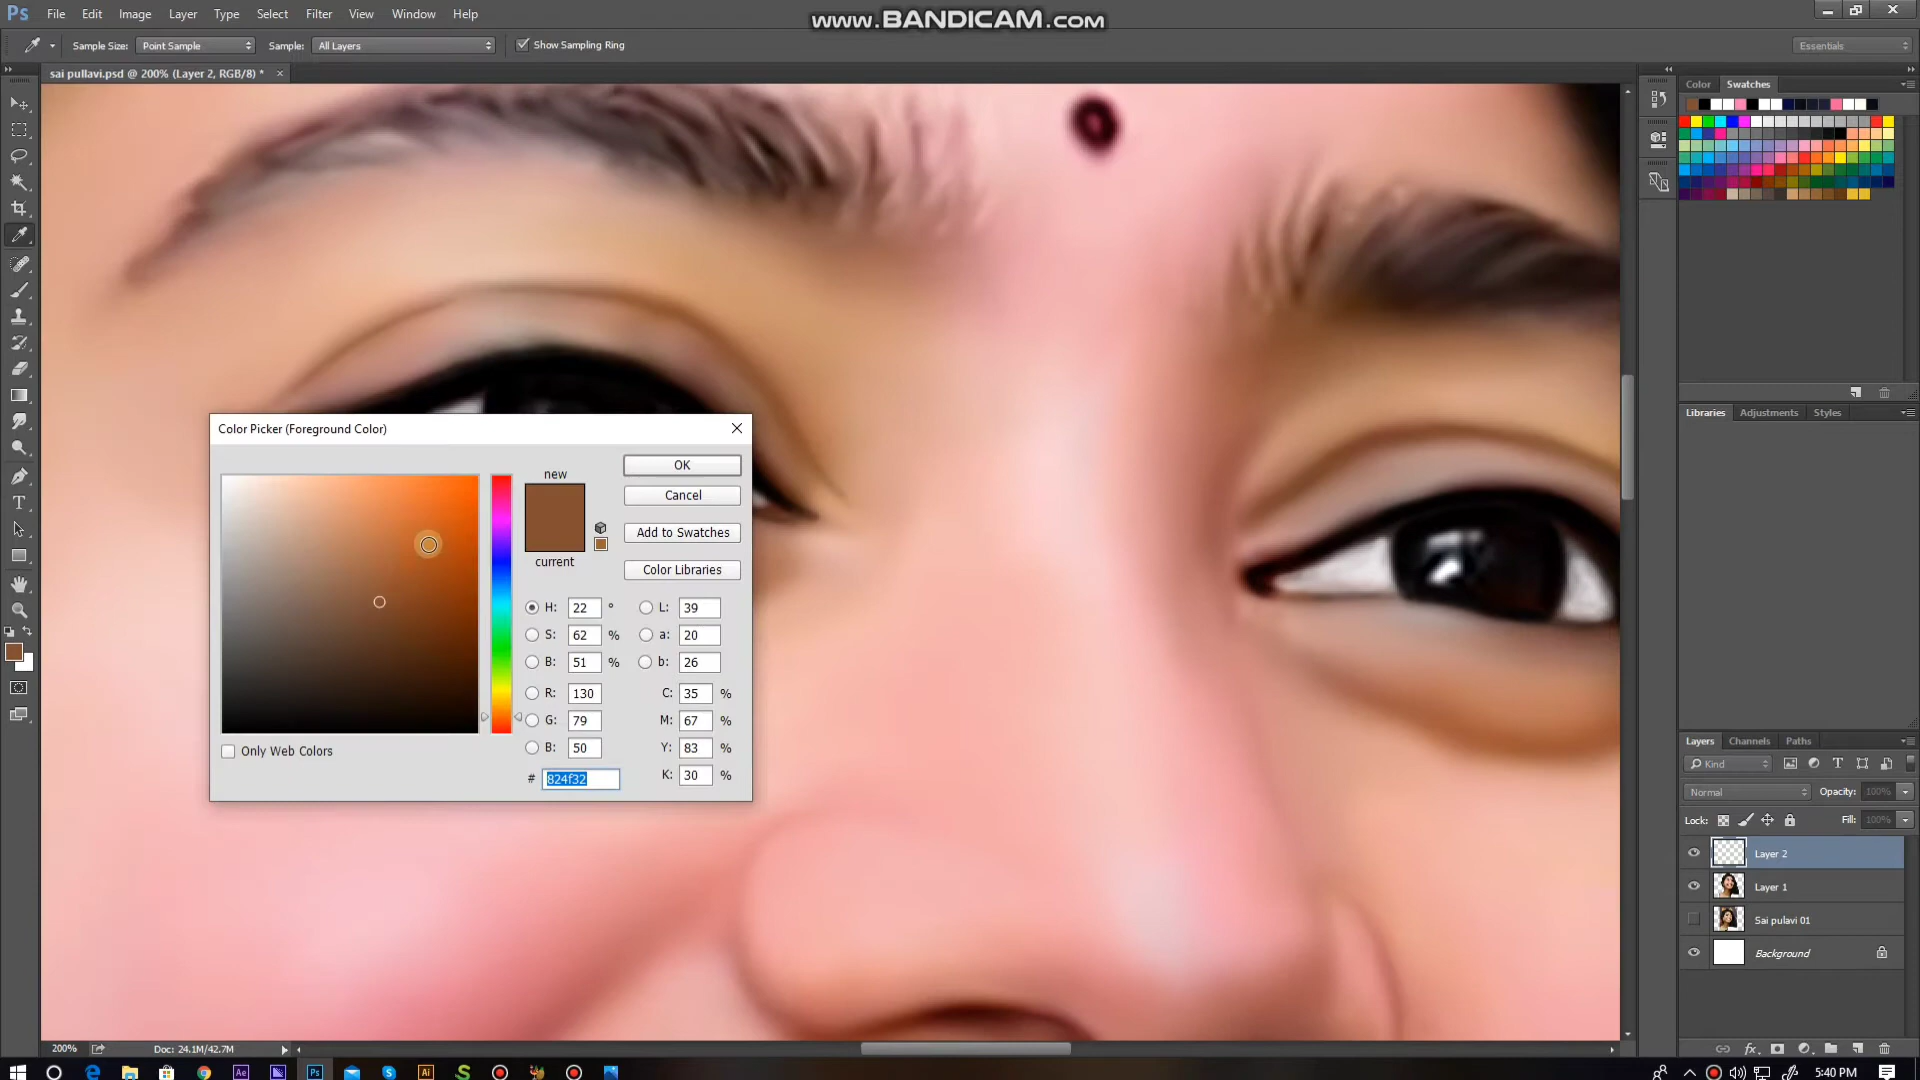 Ps File Edit Image Layer Type Select Filter View Window Help
www.BANDICAM.com
Sample Size: Point Sample Sample: All Layers Show Sampling Ring Essentials
sai pullavi.psd @ 200% (Layer 2, RGB/8) * ×
Color Swatches
Color Picker (Foreground Color)
new
OK
Cancel
Add to Swatches
current
Color Libraries
H: 22 ° L: 39
S: 62 % a: 20
B: 51 % b: 26
R: 130 C: 35 %
G: 79 M: 67 %
B: 50 Y: 83 %
# 824f32 K: 30 %
Only Web Colors
Libraries Adjustments Styles
Layers Channels Paths
Kind
Normal Opacity: 100%
Lock: Fill: 100%
Layer 2
Layer 1
Sai pulavi 01
Background
200% Doc: 24.1M/42.7M
Ae Ps Ai 5:40 PM